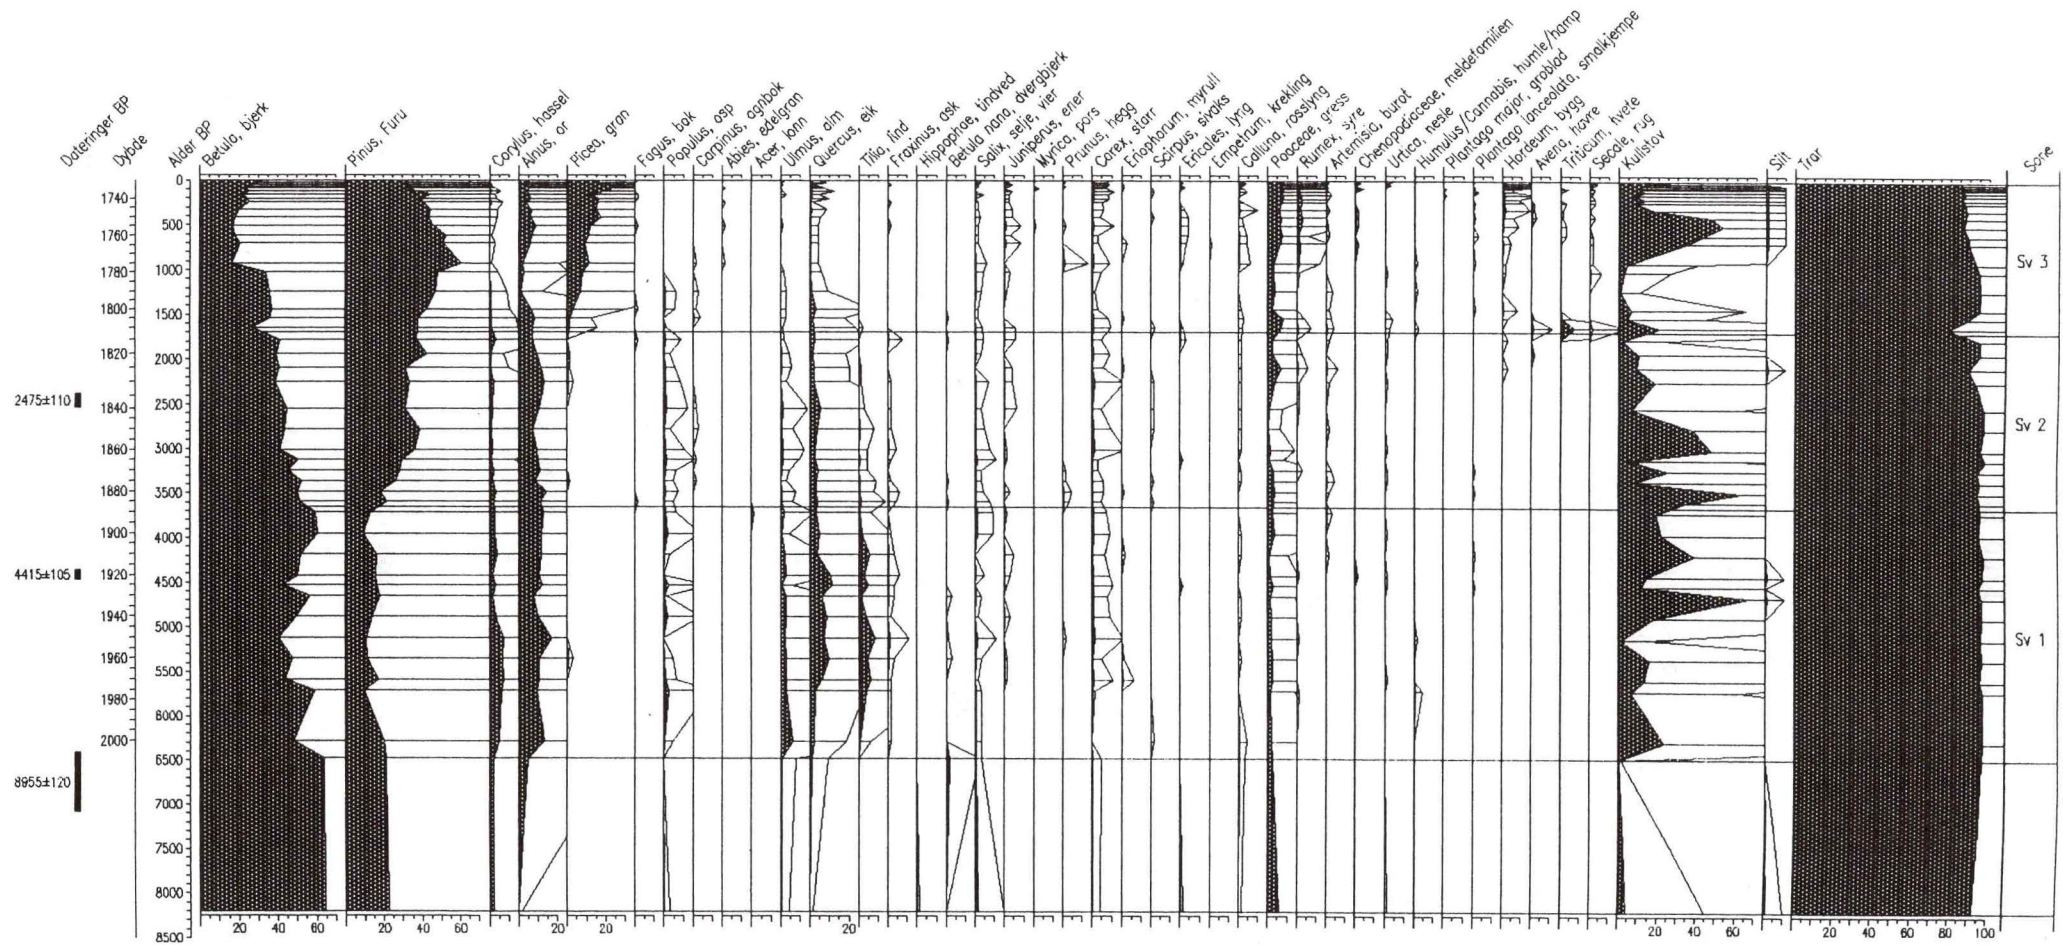 Dateringer BP
Dybde
Alder BP
Betula, bjerk
Pinus, Furu
Corylus, hassel
Alnus, or
Picea, gran
Fagus, bøk
Populus, osp
Carpinus, agnbøk
Abies, edelgran
Acer, lønn
Ulmus, alm
Quercus, eik
Tilia, lind
Fraxinus, ask
Hippophae, tindved
Betula nana, dvergbjerk
Salix, selje, vier
Juniperus, ener
Myrica, pors
Prunus, hegg
Carex, starr
Eriophorum, myrull
Scirpus, sivaks
Ericales, lyng
Empetrum, krekling
Calluna, rosslyng
Poaceae, gress
Rumex, syre
Artemisia, burot
Chenopodiaceae, meldefamilien
Urtica, nesle
Humulus/Cannabis, humle/hamp
Plantago major, groblad
Plantago lanceolata, smalkjempe
Hordeum, bygg
Avena, havre
Triticum, hvete
Secale, rug
Kullstøv
Silt
Trær
Sone
0
1740
500
1760
1000
1780
Sv 3
1800
1500
1820
2000
2475±110
1840
2500
Sv 2
1860
3000
1880
3500
1900
4000
4415±105
1920
4500
1940
5000
Sv 1
1960
5500
1980
6000
2000
6500
8955±120
7000
7500
8000
8500
20 40 60 20 40 60 20 20 20 20 40 60 20 40 60 80 100